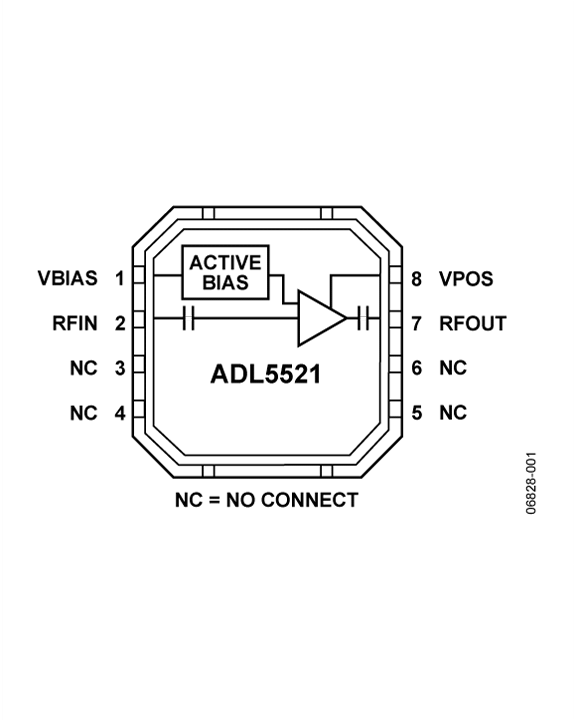 ACTIVE
BIAS
VBIAS 1
8 VPOS
RFIN 2
7 RFOUT
NC 3
6 NC
NC 4
5 NC
ADL5521
NC = NO CONNECT
06828-001